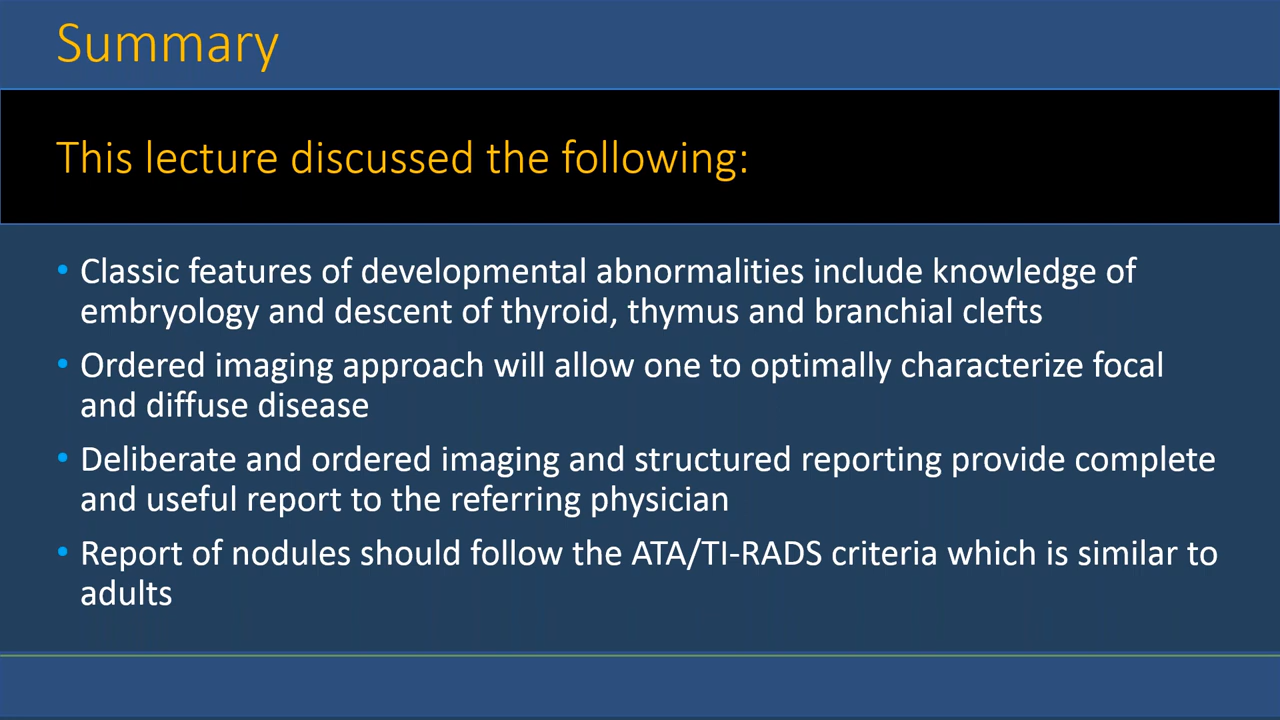 Summary
This lecture discussed the following:
• Classic features of developmental abnormalities include knowledge of
embryology and descent of thyroid, thymus and branchial clefts
• Ordered imaging approach will allow one to optimally characterize focal
and diffuse disease
• Deliberate and ordered imaging and structured reporting provide complete
and useful report to the referring physician
• Report of nodules should follow the ATA/TI-RADS criteria which is similar to
adults